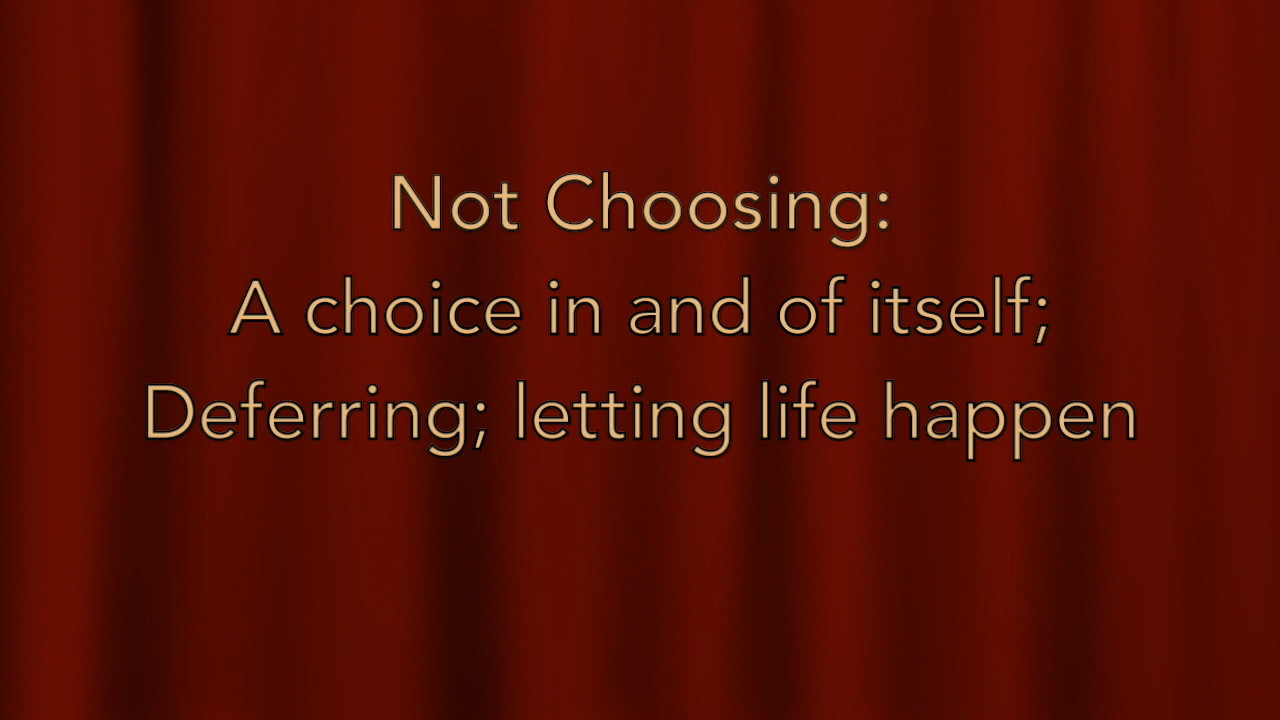 Not Choosing:
A choice in and of itself;
Deferring; letting life happen